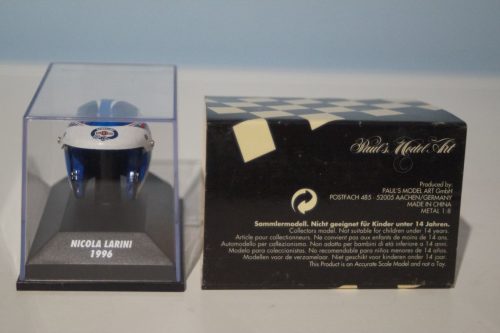 NICOLA LARINI
1996
Paul's Model Art
Produced by:
PAUL'S MODEL ART GmbH
POSTFACH 485 · 52005 AACHEN/GERMANY
MADE IN CHINA
METAL 1:8
Sammlermodell. Nicht geeignet für Kinder unter 14 Jahren.
Collectors model. Not suitable for children under 14 years.
Article pour collectionneurs. Ne convient pas aux enfants de moins de 14 ans.
Automodello per collezionismo. Non adatto per bambini di età inferiore a 14 anni.
Modelo para coleccionismo. No recomendado para niños menores de 14 años.
Modellen voor de verzamelaar. Niet geschikt voor kinderen onder 14 jaar.
This Product is an Accurate Scale Model and not a Toy.